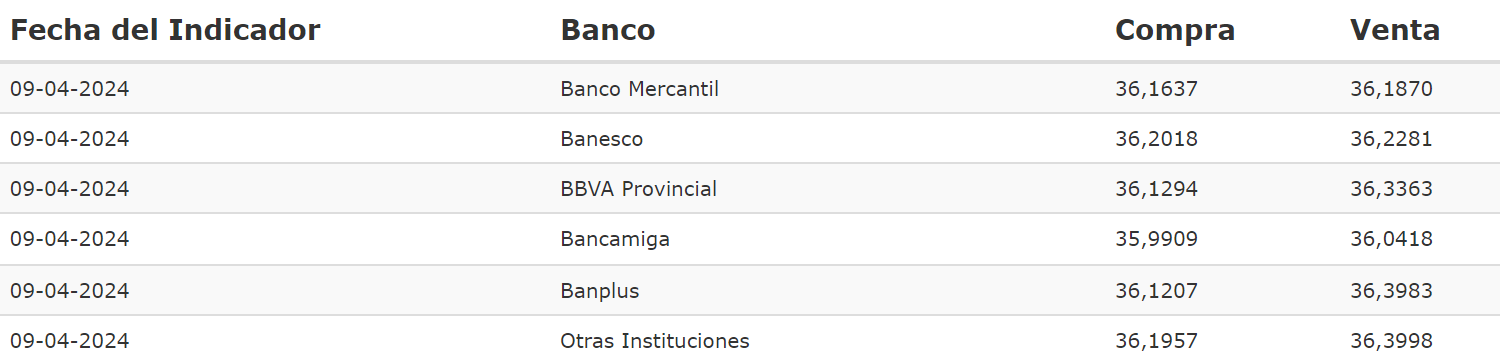 Fecha del Indicador Banco Compra Venta
09-04-2024 Banco Mercantil 36,1637 36,1870
09-04-2024 Banesco 36,2018 36,2281
09-04-2024 BBVA Provincial 36,1294 36,3363
09-04-2024 Bancamiga 35,9909 36,0418
09-04-2024 Banplus 36,1207 36,3983
09-04-2024 Otras Instituciones 36,1957 36,3998